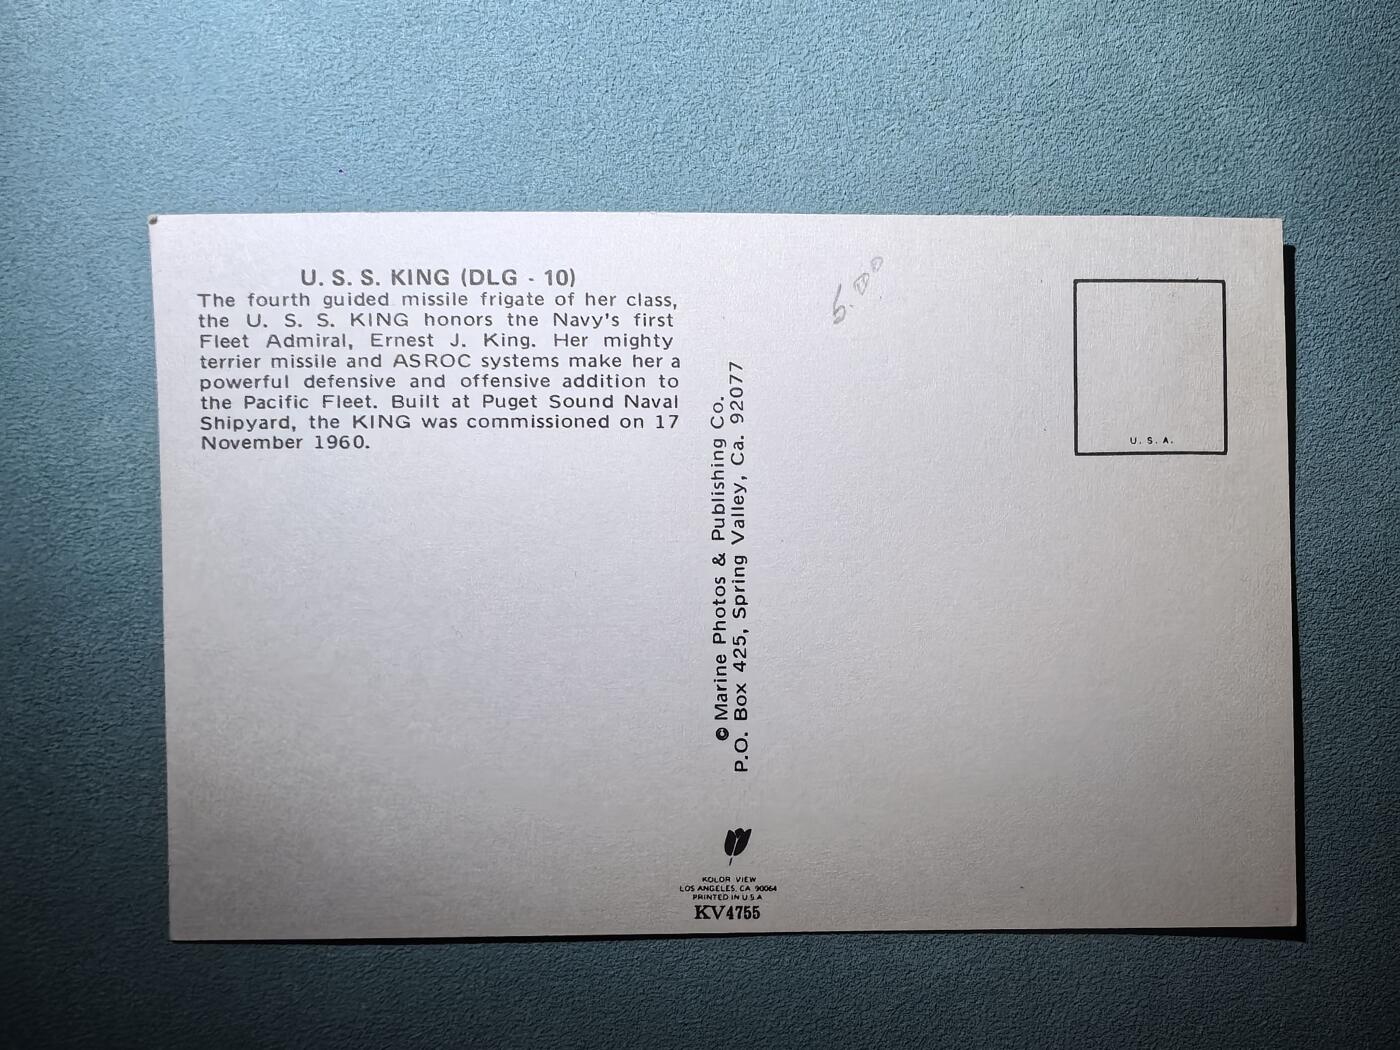 U. S. S. KING (DLG - 10)
The fourth guided missile frigate of her class,
the U. S. S. KING honors the Navy's first
Fleet Admiral, Ernest J. King. Her mighty
terrier missile and ASROC systems make her a
powerful defensive and offensive addition to
the Pacific Fleet. Built at Puget Sound Naval
Shipyard, the KING was commissioned on 17
November 1960.
© Marine Photos & Publishing Co.
P.O. Box 425, Spring Valley, Ca. 92077
KOLOR VIEW
LOS ANGELES, CA 90064
PRINTED IN U S A
KV4755
5.00
U. S. A.